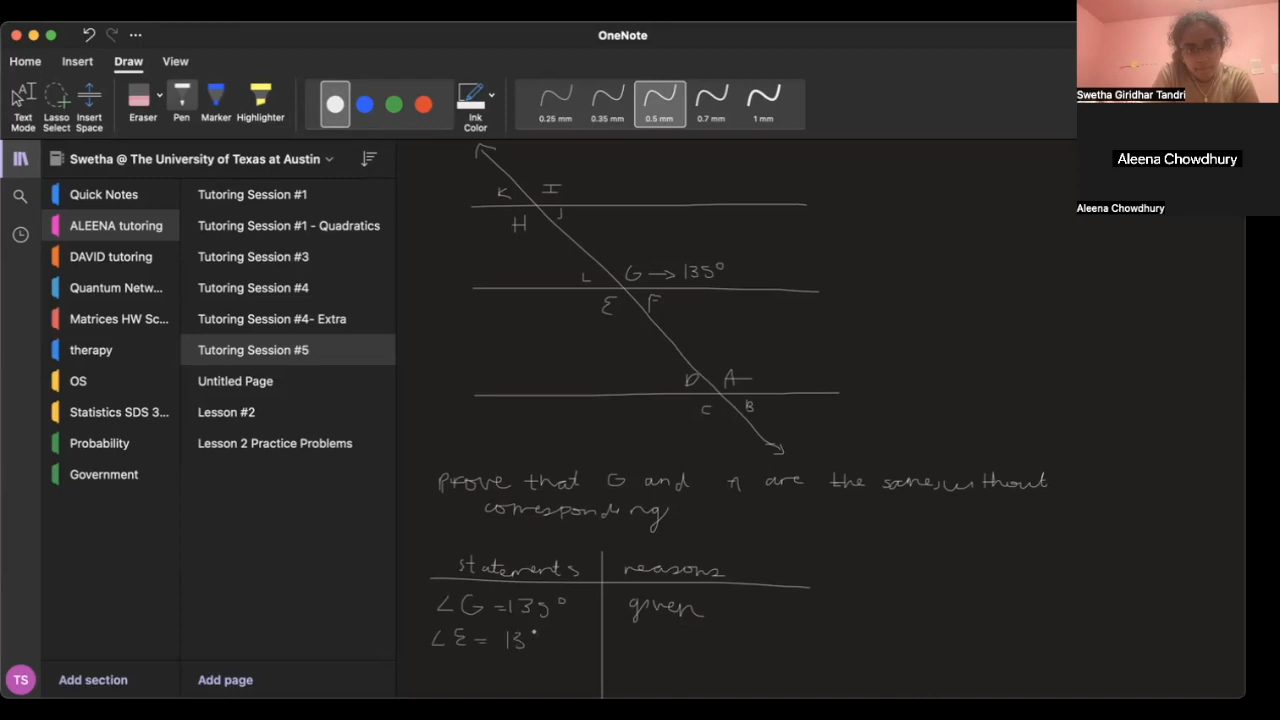 OneNote
Home Insert Draw View
Text Mode
Lasso Select
Insert Space
Eraser
Pen
Marker
Highlighter
Ink Color
0.25 mm
0.35 mm
0.5 mm
0.7 mm
1 mm
Swetha Giridhar Tandri
Aleena Chowdhury
Aleena Chowdhury
Swetha @ The University of Texas at Austin
Quick Notes
ALEENA tutoring
DAVID tutoring
Quantum Netw...
Matrices HW Sc...
therapy
OS
Statistics SDS 3...
Probability
Government
Tutoring Session #1
Tutoring Session #1 - Quadratics
Tutoring Session #3
Tutoring Session #4
Tutoring Session #4- Extra
Tutoring Session #5
Untitled Page
Lesson #2
Lesson 2 Practice Problems
K I
H J
L G → 135°
E F
D A
C B
Prove that G and A are the same, without
corresponding
statements reasons
∠G = 135° given
∠E = 13
TS
Add section
Add page